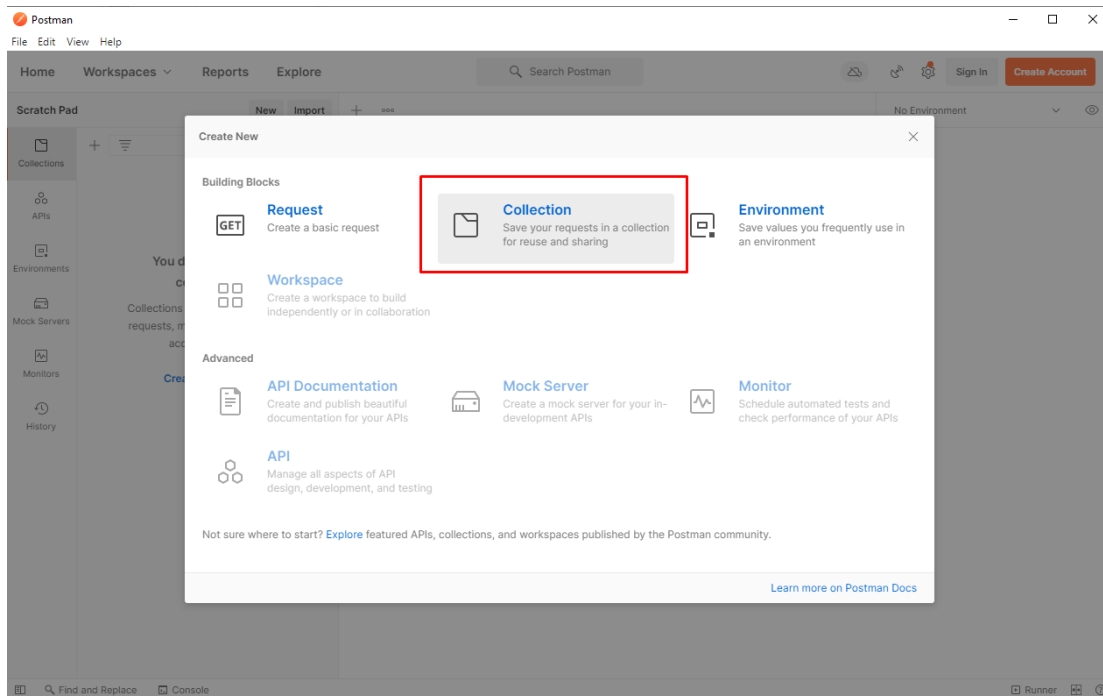 Postman
File Edit View Help
Home Workspaces Reports Explore Search Postman Sign In Create Account
Scratch Pad New Import No Environment
Collections
APIs
Environments
Mock Servers
Monitors
History
You d
Collections
requests, m
acc
Crea
Create New
Building Blocks
Request
Create a basic request
Collection
Save your requests in a collection
for reuse and sharing
Environment
Save values you frequently use in
an environment
Workspace
Create a workspace to build
independently or in collaboration
Advanced
API Documentation
Create and publish beautiful
documentation for your APIs
Mock Server
Create a mock server for your in-
development APIs
Monitor
Schedule automated tests and
check performance of your APIs
API
Manage all aspects of API
design, development, and testing
Not sure where to start? Explore featured APIs, collections, and workspaces published by the Postman community.
Learn more on Postman Docs
Find and Replace Console Runner